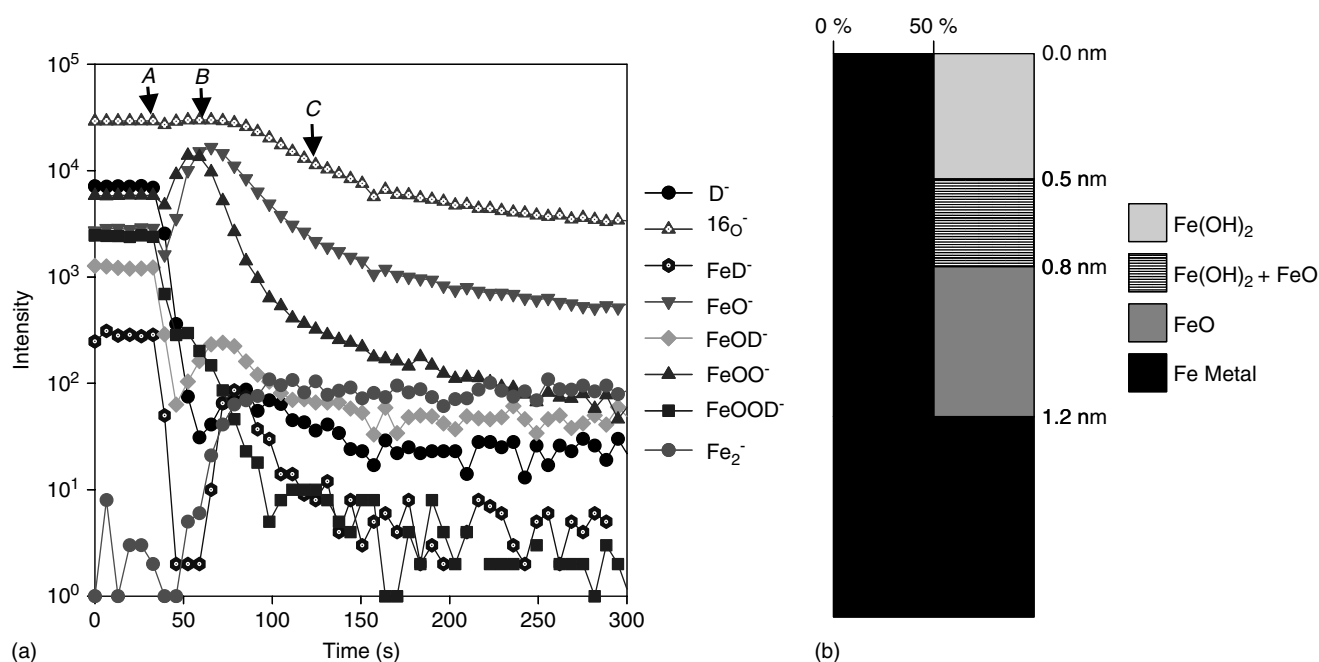 0 %
50 %
10⁵
10⁴
10³
10²
10¹
10⁰
Intensity
A
B
C
0
50
100
150
200
250
300
Time (s)
(a)
D⁻
16O⁻
FeD⁻
FeO⁻
FeOD⁻
FeOO⁻
FeOOD⁻
Fe₂⁻
0.0 nm
0.5 nm
0.8 nm
1.2 nm
Fe(OH)₂
Fe(OH)₂ + FeO
FeO
Fe Metal
(b)